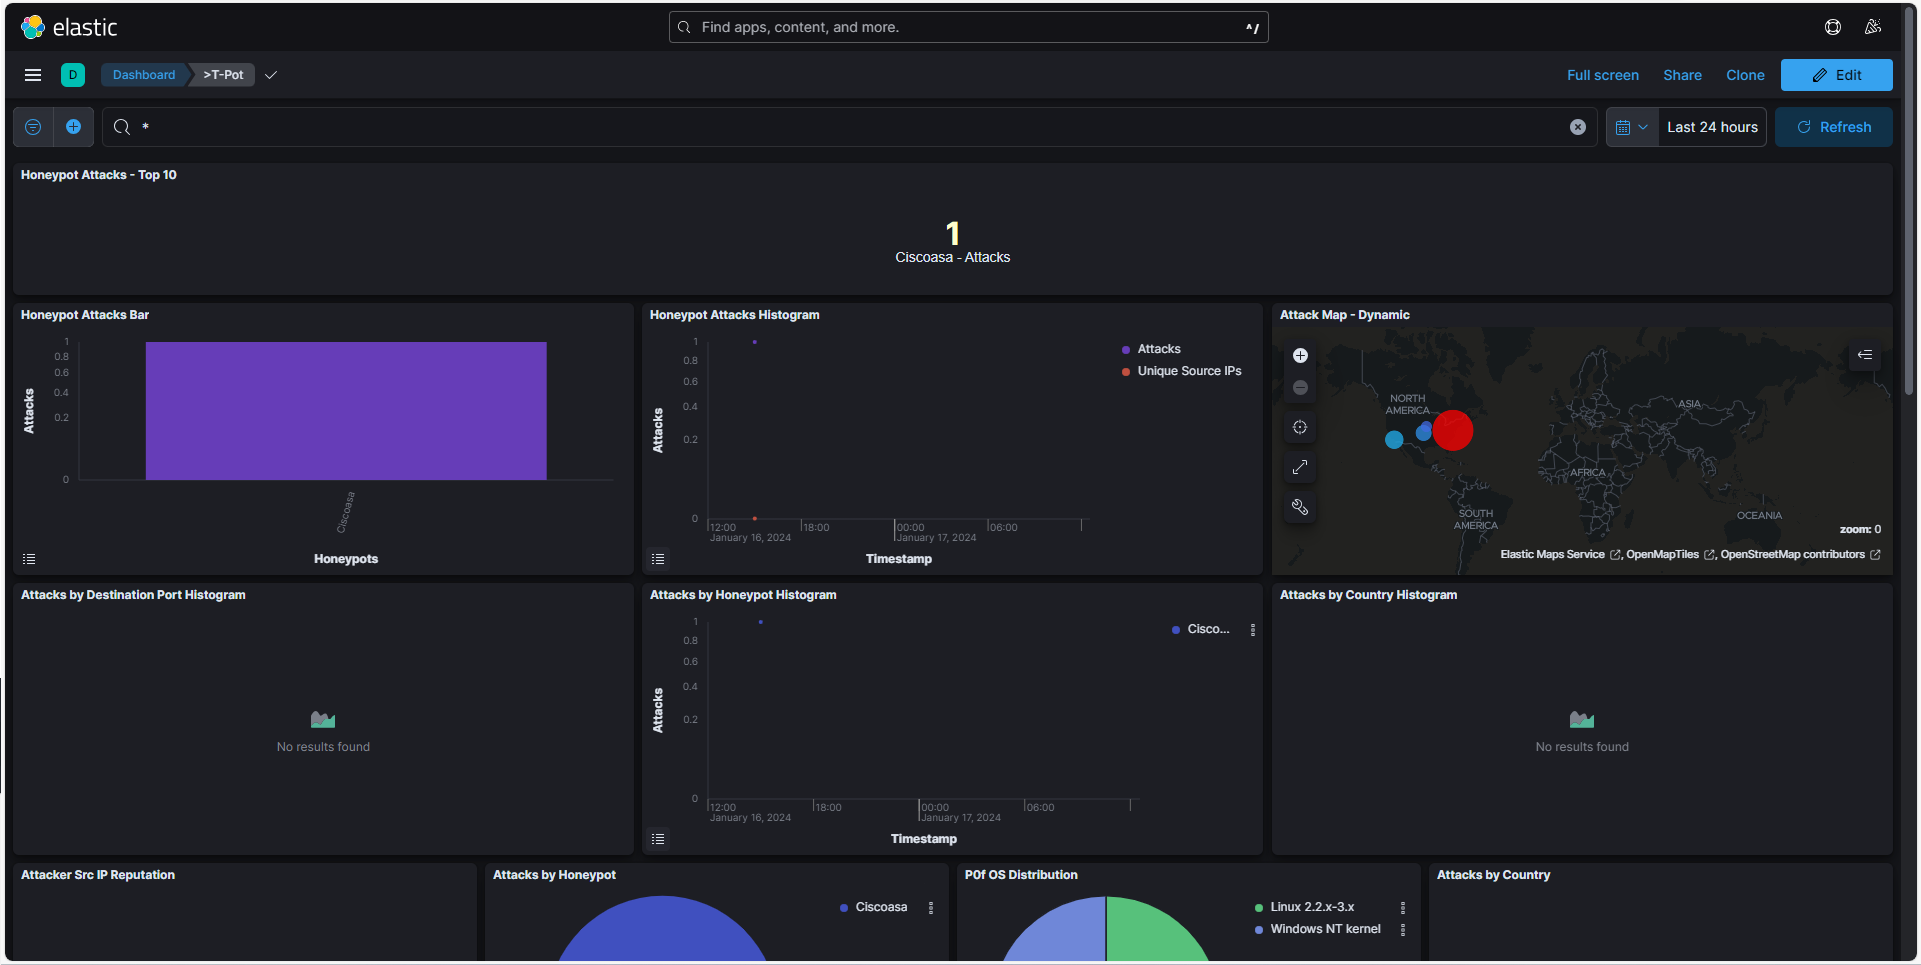 elastic
Find apps, content, and more.
^/
D
Dashboard
>T-Pot
Full screen
Share
Clone
Edit
*
Last 24 hours
Refresh
Honeypot Attacks - Top 10
1
Ciscoasa - Attacks
Honeypot Attacks Bar
1
0.8
0.6
0.4
0.2
0
Attacks
Ciscoasa
Honeypots
Honeypot Attacks Histogram
1
0.8
0.6
0.4
0.2
0
Attacks
12:00
January 16, 2024
18:00
00:00
January 17, 2024
06:00
Timestamp
Attacks
Unique Source IPs
Attack Map - Dynamic
NORTH
AMERICA
ASIA
AFRICA
SOUTH
AMERICA
OCEANIA
zoom: 0
Elastic Maps Service , OpenMapTiles , OpenStreetMap contributors
Attacks by Destination Port Histogram
No results found
Attacks by Honeypot Histogram
1
0.8
0.6
0.4
0.2
0
Attacks
12:00
January 16, 2024
18:00
00:00
January 17, 2024
06:00
Timestamp
Cisco...
Attacks by Country Histogram
No results found
Attacker Src IP Reputation
Attacks by Honeypot
Ciscoasa
P0f OS Distribution
Linux 2.2.x-3.x
Windows NT kernel
Attacks by Country